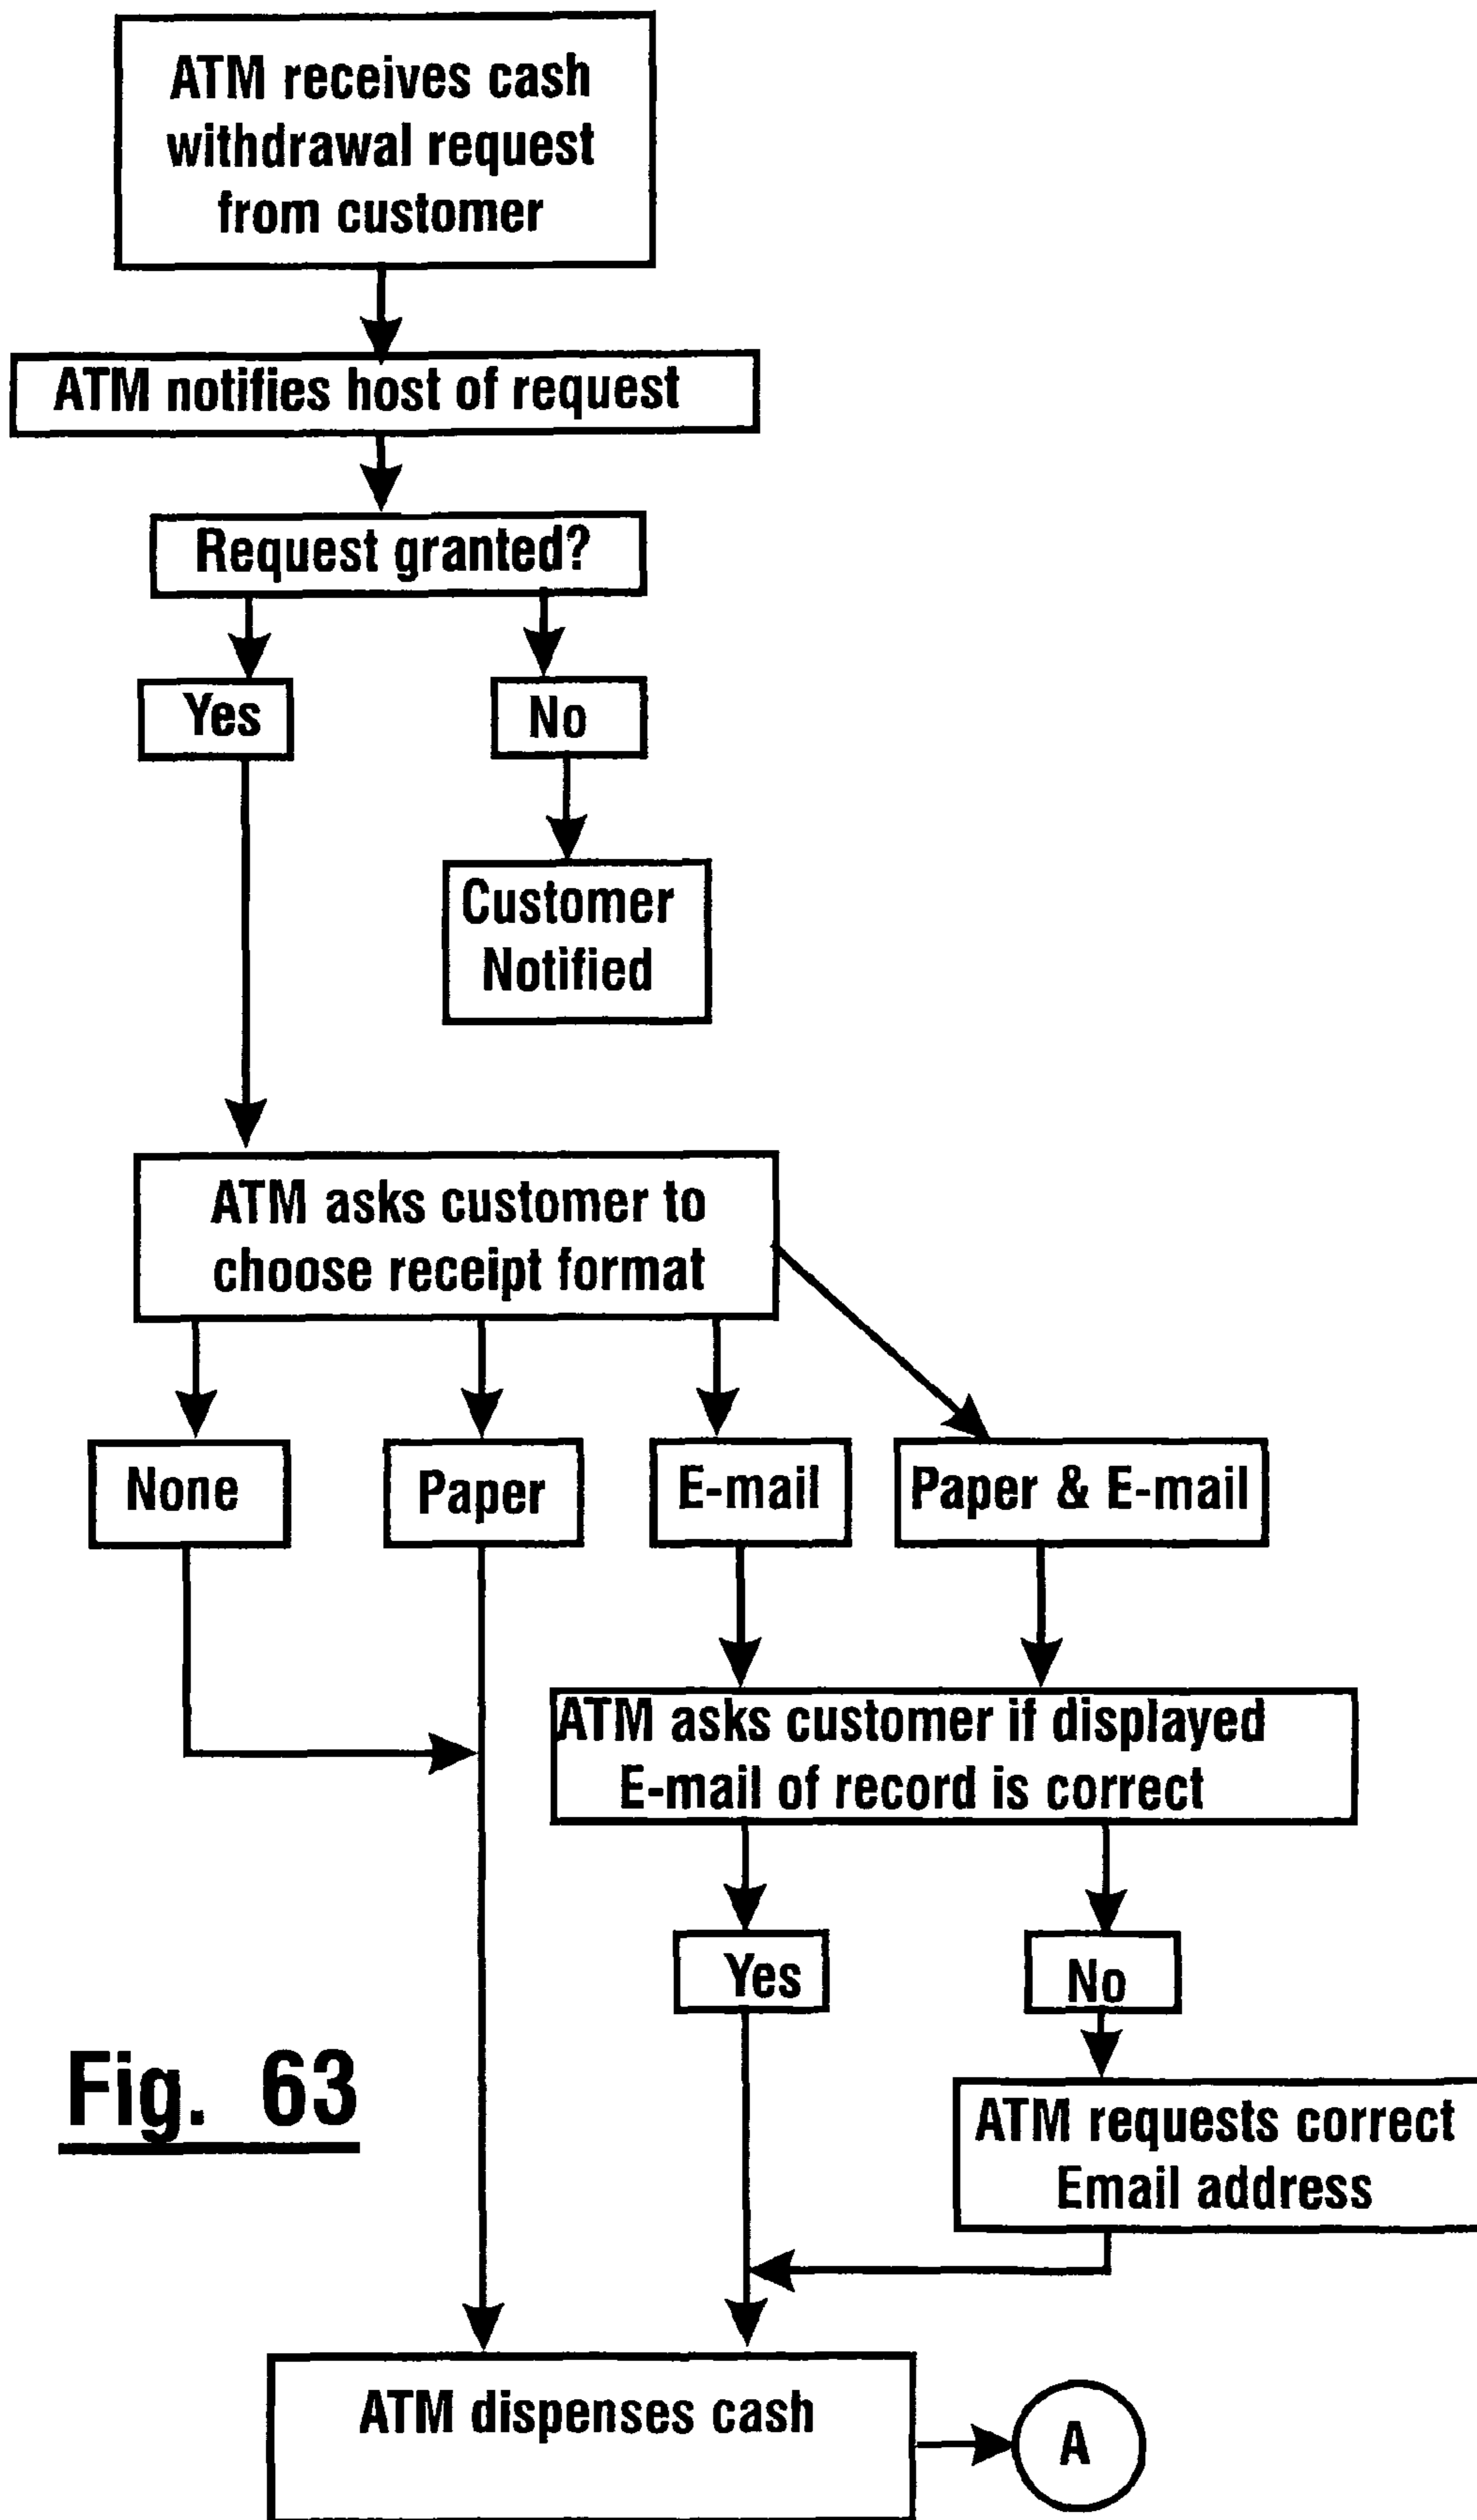 ATM receives cash
withdrawal request
from customer
ATM notifies host of request
Request granted?
Yes
No
Customer
Notified
ATM asks customer to
choose receipt format
None
Paper
E-mail
Paper & E-mail
ATM asks customer if displayed
E-mail of record is correct
Yes
No
Fig. 63
ATM requests correct
Email address
ATM dispenses cash
A